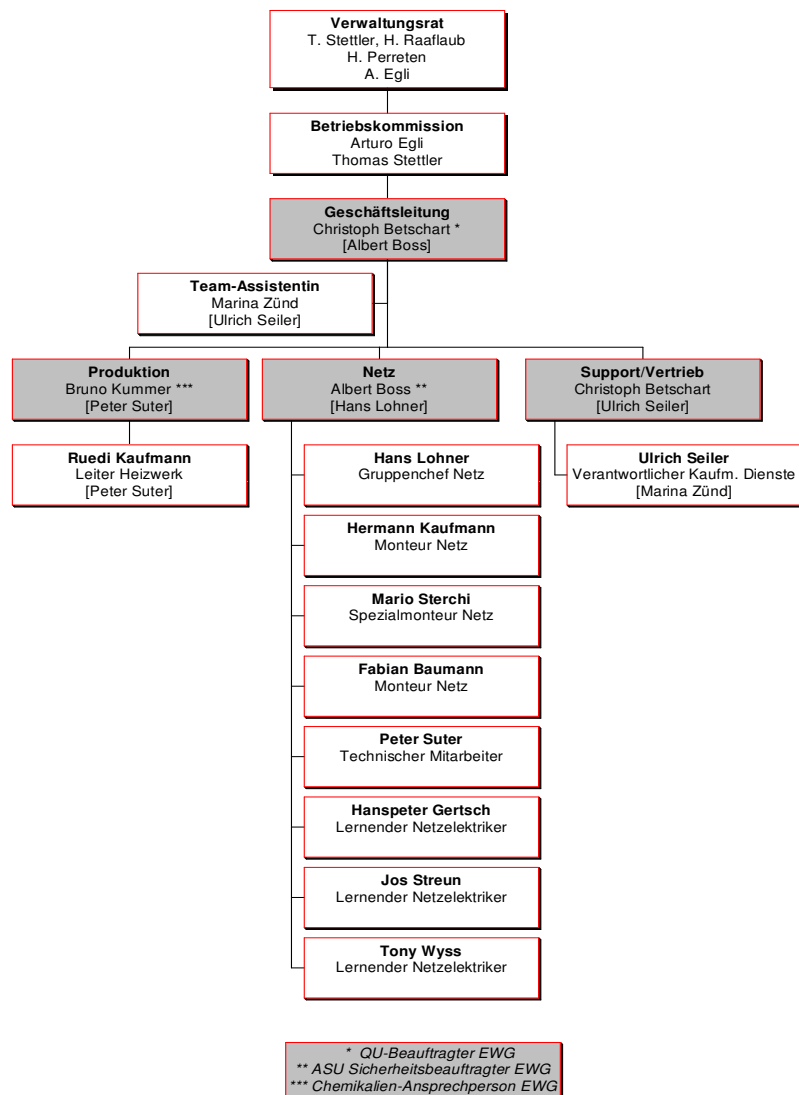 Verwaltungsrat
T. Stettler, H. Raaflaub
H. Perreten
A. Egli
Betriebskommission
Arturo Egli
Thomas Stettler
Geschäftsleitung
Christoph Betschart *
[Albert Boss]
Team-Assistentin
Marina Zünd
[Ulrich Seiler]
Produktion
Bruno Kummer ***
[Peter Suter]
Netz
Albert Boss **
[Hans Lohner]
Support/Vertrieb
Christoph Betschart
[Ulrich Seiler]
Ruedi Kaufmann
Leiter Heizwerk
[Peter Suter]
Hans Lohner
Gruppenchef Netz
Ulrich Seiler
Verantwortlicher Kaufm. Dienste
[Marina Zünd]
Hermann Kaufmann
Monteur Netz
Mario Sterchi
Spezialmonteur Netz
Fabian Baumann
Monteur Netz
Peter Suter
Technischer Mitarbeiter
Hanspeter Gertsch
Lernender Netzelektriker
Jos Streun
Lernender Netzelektriker
Tony Wyss
Lernender Netzelektriker
* QU-Beauftragter EWG
** ASU Sicherheitsbeauftragter EWG
*** Chemikalien-Ansprechperson EWG